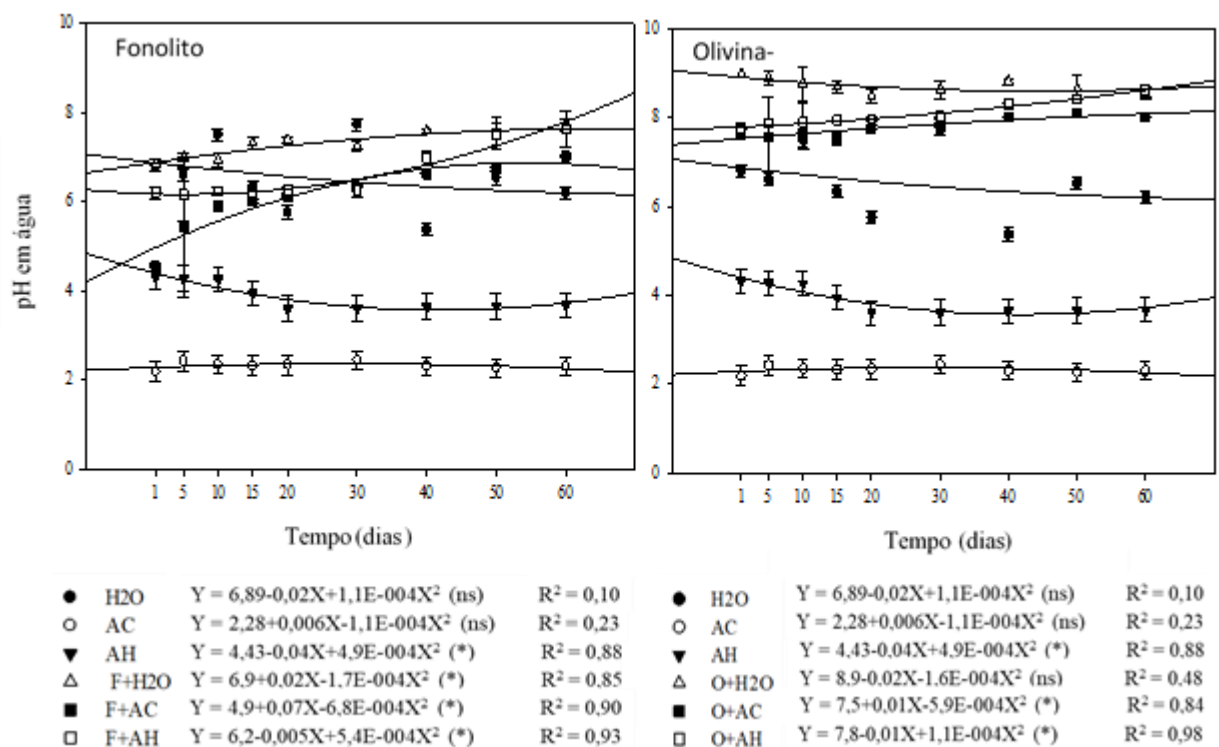 Fonolito
Olivina-
pH em água
10
8
6
4
2
0
1 5 10 15 20 30 40 50 60
Tempo (dias)
10
8
6
4
2
0
1 5 10 15 20 30 40 50 60
Tempo (dias)
H2O Y = 6,89-0,02X+1,1E-004X² (ns) R² = 0,10
AC Y = 2,28+0,006X-1,1E-004X² (ns) R² = 0,23
AH Y = 4,43-0,04X+4,9E-004X² (*) R² = 0,88
F+H2O Y = 6,9+0,02X-1,7E-004X² (*) R² = 0,85
F+AC Y = 4,9+0,07X-6,8E-004X² (*) R² = 0,90
F+AH Y = 6,2-0,005X+5,4E-004X² (*) R² = 0,93
H2O Y = 6,89-0,02X+1,1E-004X² (ns) R² = 0,10
AC Y = 2,28+0,006X-1,1E-004X² (ns) R² = 0,23
AH Y = 4,43-0,04X+4,9E-004X² (*) R² = 0,88
O+H2O Y = 8,9-0,02X-1,6E-004X² (ns) R² = 0,48
O+AC Y = 7,5+0,01X-5,9E-004X² (*) R² = 0,84
O+AH Y = 7,8-0,01X+1,1E-004X² (*) R² = 0,98